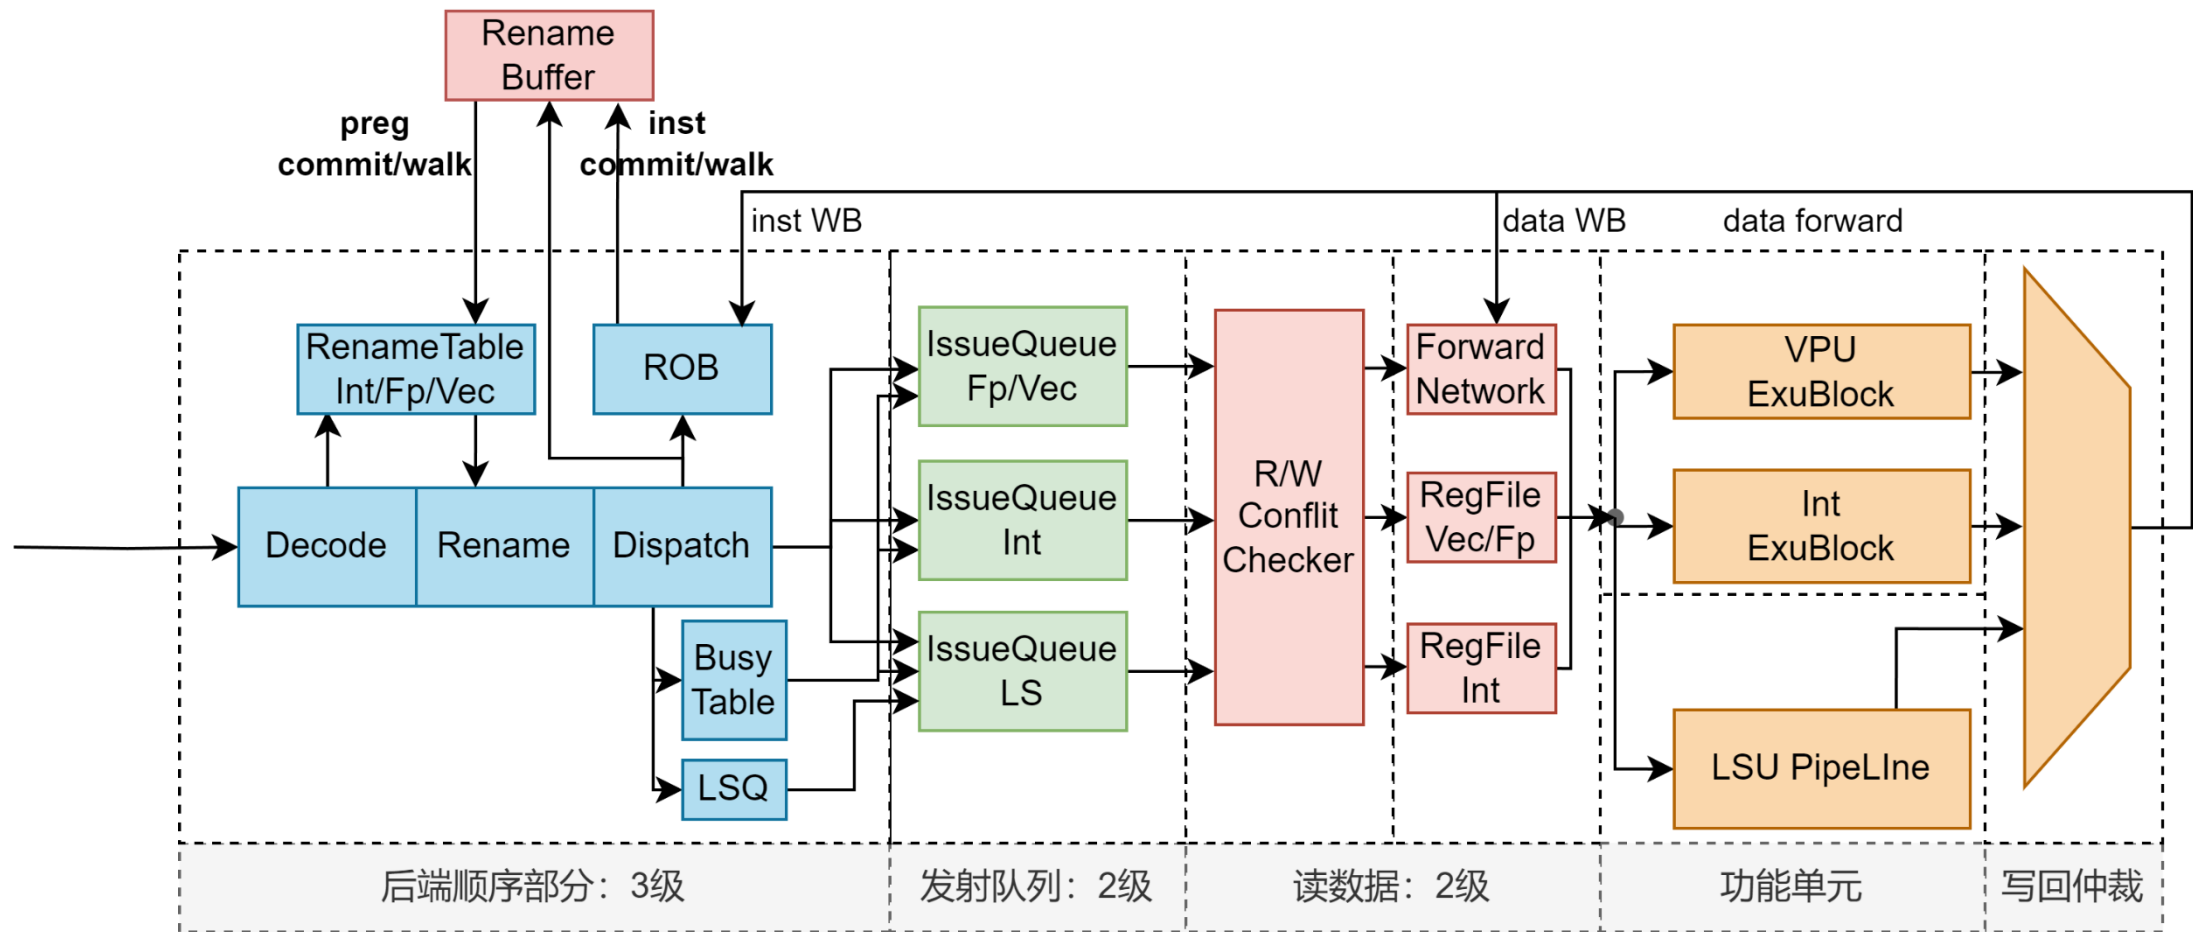 Rename
Buffer
preg
commit/walk
inst
commit/walk
inst WB
data WB
data forward
RenameTable
Int/Fp/Vec
ROB
Decode
Rename
Dispatch
Busy
Table
LSQ
IssueQueue
Fp/Vec
IssueQueue
Int
IssueQueue
LS
R/W
Conflit
Checker
Forward
Network
RegFile
Vec/Fp
RegFile
Int
VPU
ExuBlock
Int
ExuBlock
LSU PipeLIne
后端顺序部分：3级
发射队列：2级
读数据：2级
功能单元
写回仲裁